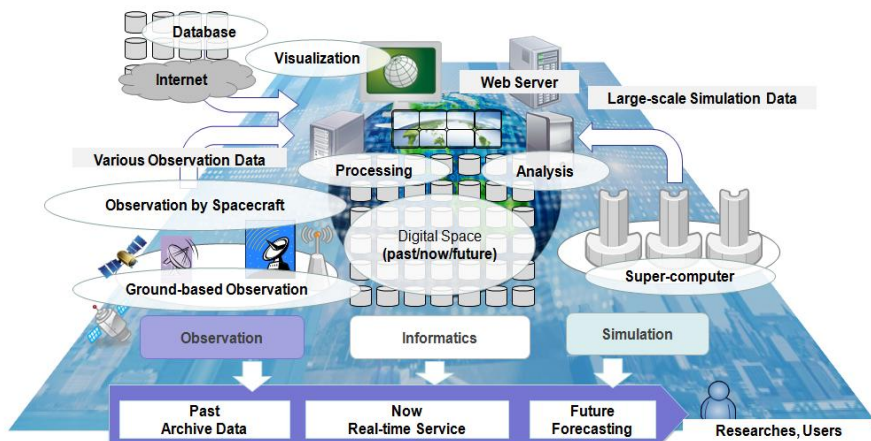 Database
Visualization
Internet
Web Server
Large-scale Simulation Data
Various Observation Data
Processing
Analysis
Observation by Spacecraft
Digital Space
(past/now/future)
Super-computer
Ground-based Observation
Observation
Informatics
Simulation
Past
Archive Data
Now
Real-time Service
Future
Forecasting
Researches, Users